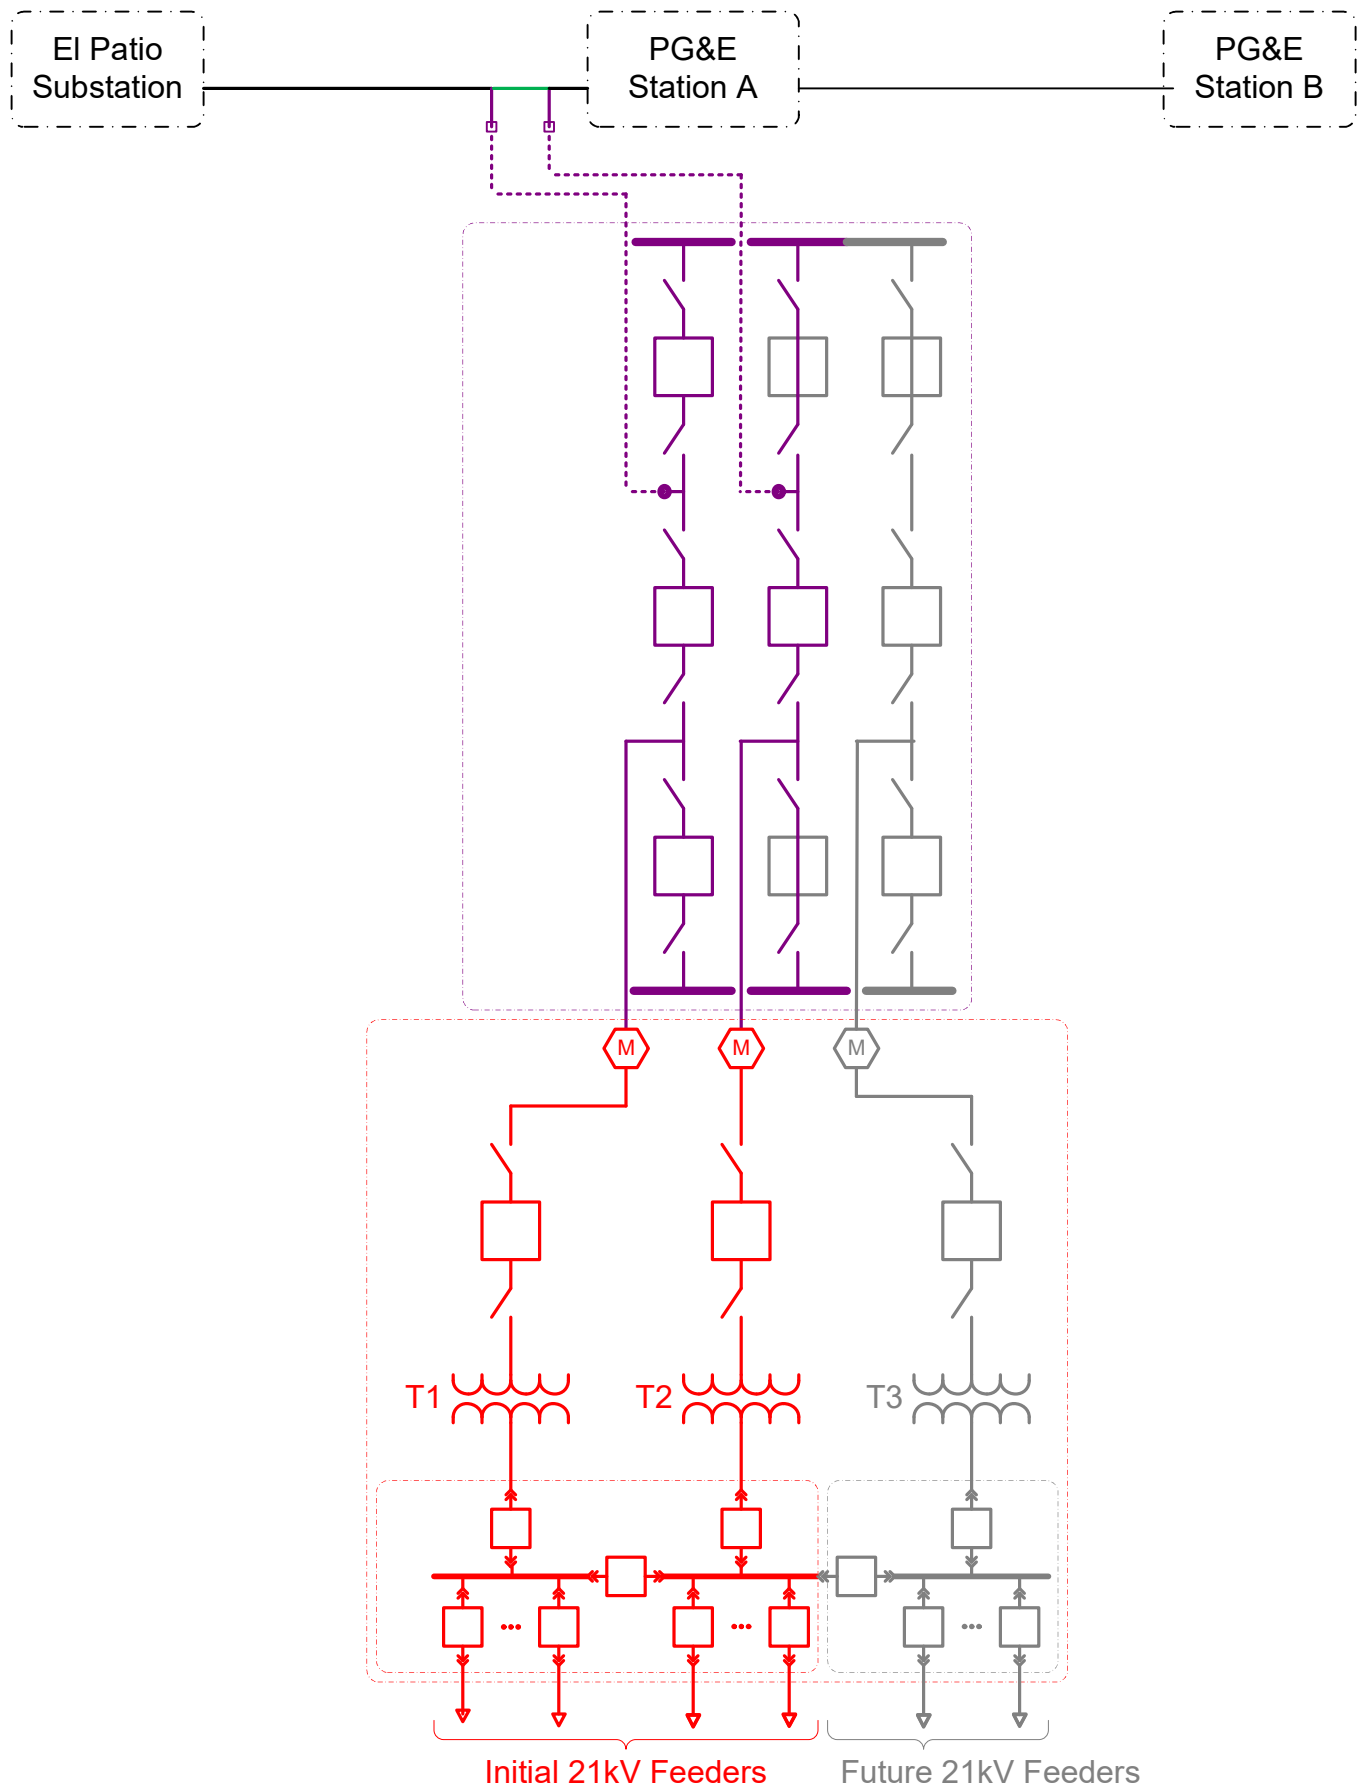 El Patio
Substation
PG&E
Station A
PG&E
Station B
M
M
M
T1
T2
T3
Initial 21kV Feeders
Future 21kV Feeders